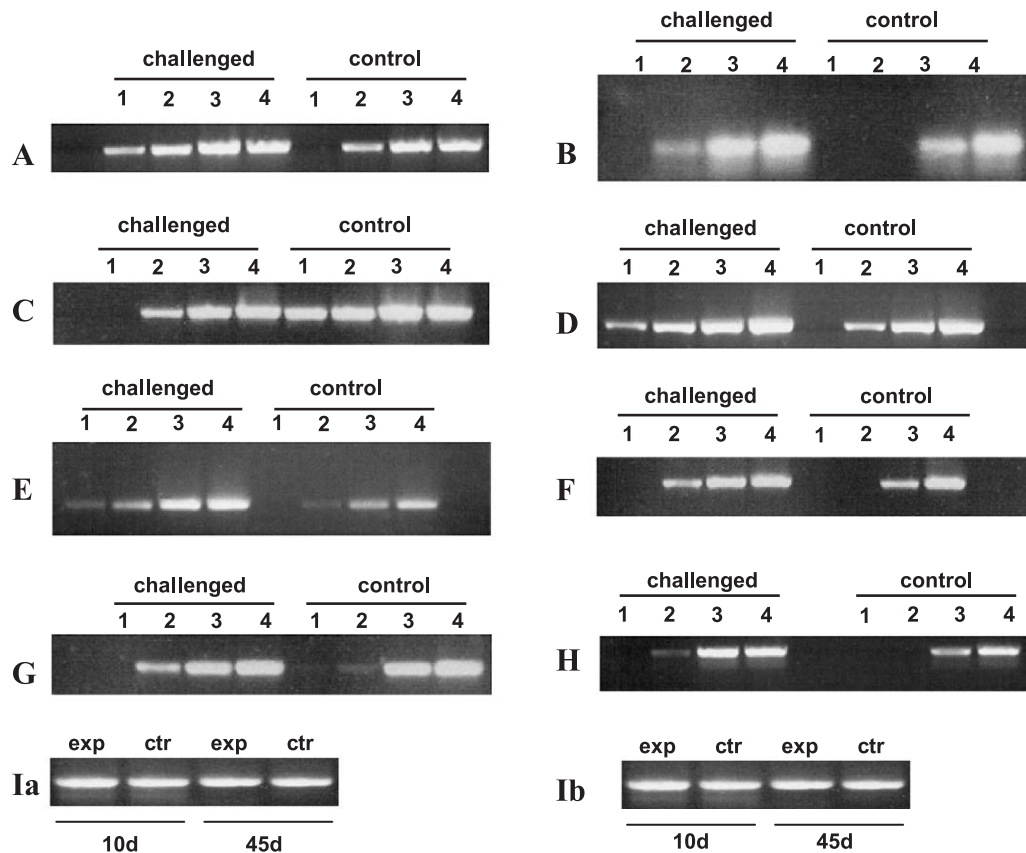 challenged control
1 2 3 4 1 2 3 4
A
challenged control
1 2 3 4 1 2 3 4
B
challenged control
1 2 3 4 1 2 3 4
C
challenged control
1 2 3 4 1 2 3 4
D
challenged control
1 2 3 4 1 2 3 4
E
challenged control
1 2 3 4 1 2 3 4
F
challenged control
1 2 3 4 1 2 3 4
G
challenged control
1 2 3 4 1 2 3 4
H
exp ctr exp ctr
Ia
10d 45d
exp ctr exp ctr
Ib
10d 45d